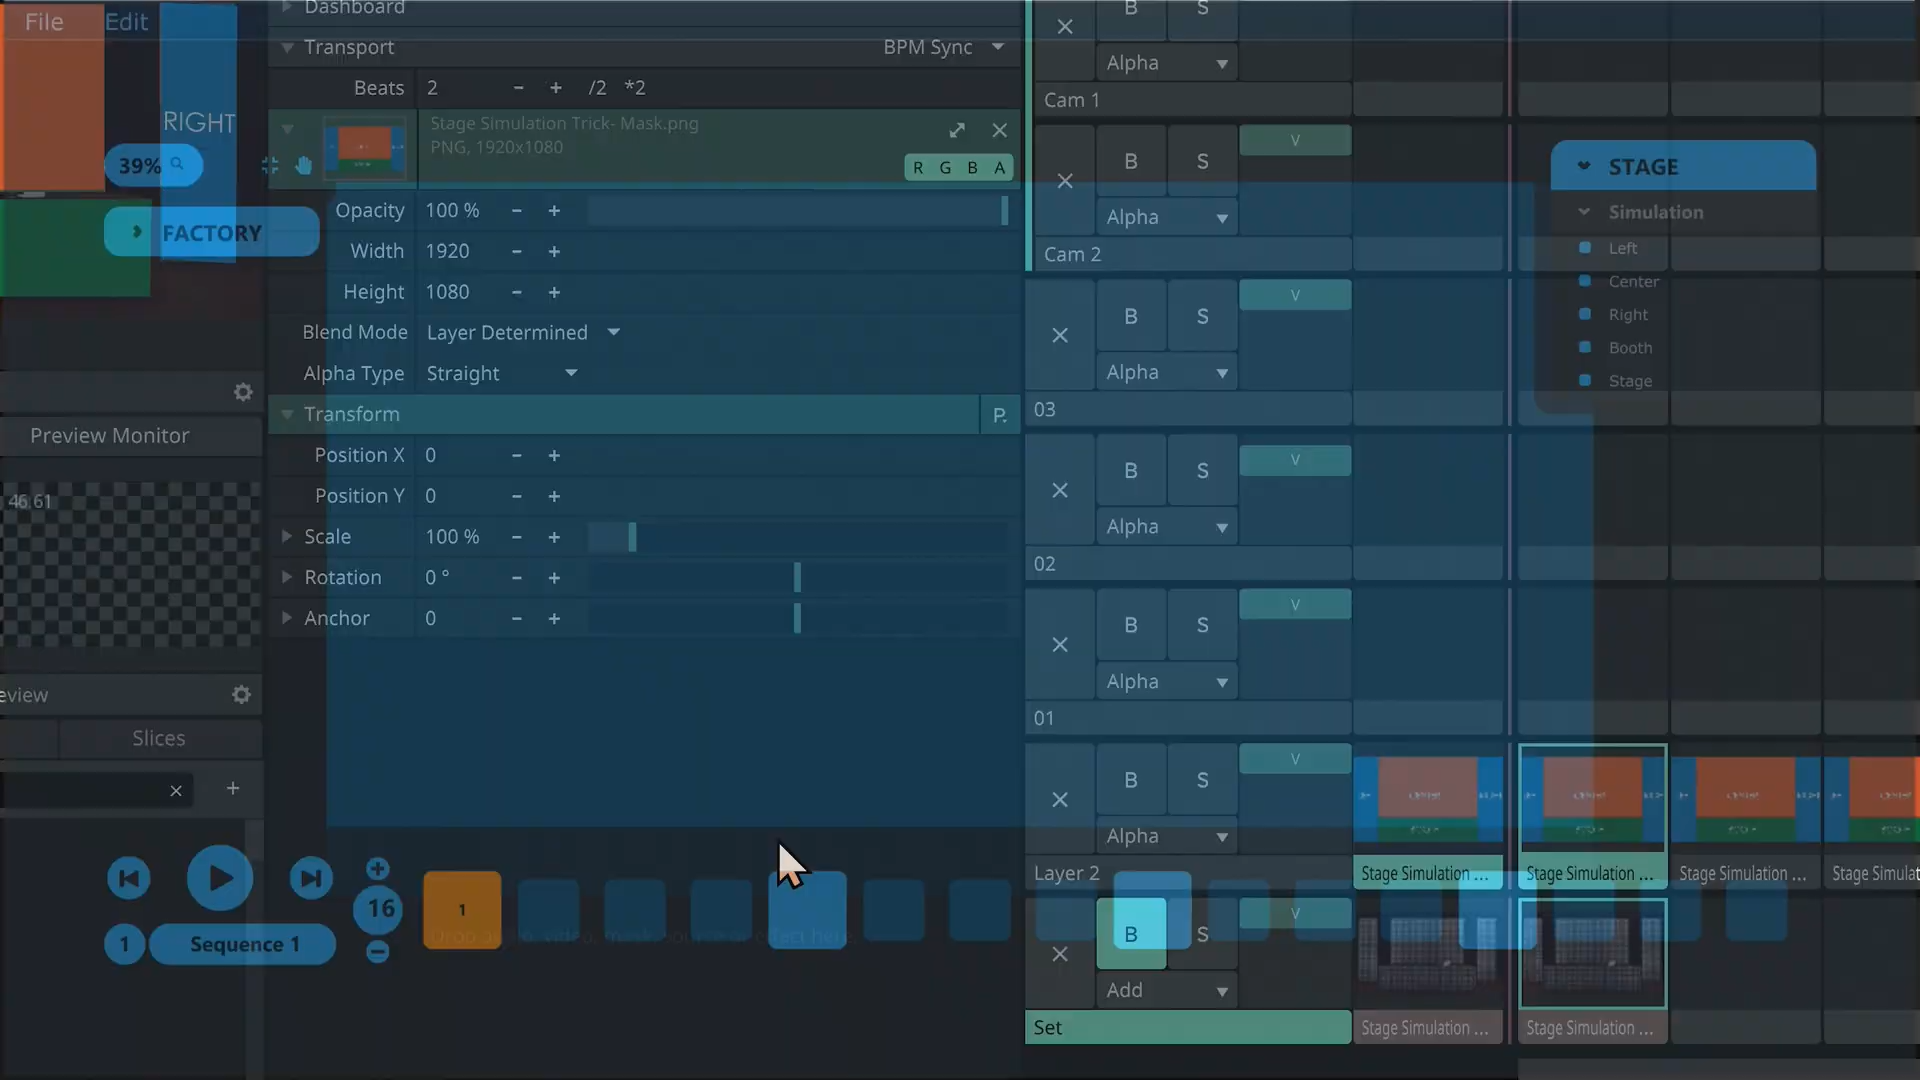 File Edit
RIGHT
39%
FACTORY
Dashboard
Transport BPM Sync
Beats 2 - + /2 *2
Stage Simulation Trick- Mask.png
PNG, 1920x1080
R G B A
Opacity 100 % - +
Width 1920 - +
Height 1080 - +
Blend Mode Layer Determined
Alpha Type Straight
Transform P.
Position X 0 - +
Position Y 0 - +
Scale 100 % - +
Rotation 0 ° - +
Anchor 0 - +
Preview Monitor
46.61
eview
Slices
1 Sequence 1
16
1
B S
Alpha
Cam 1
B S V
Alpha
Cam 2
B S V
Alpha
03
B S V
Alpha
02
B S V
Alpha
01
B S V
Alpha
Layer 2
Stage Simulation ...
Stage Simulation ...
Stage Simulation ...
Stage Simula
B S V
Add
Set
Stage Simulation ...
Stage Simulation ...
STAGE
Simulation
Left
Center
Right
Booth
Stage